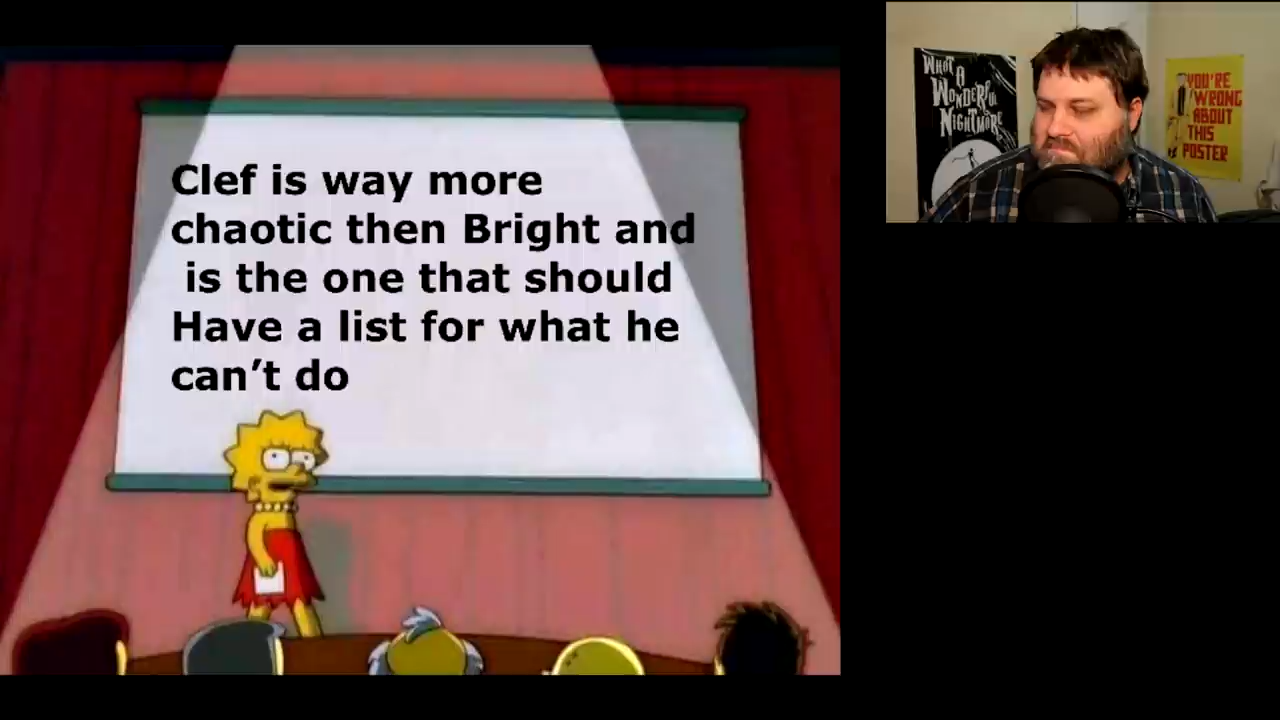 Clef is way more
chaotic then Bright and
is the one that should
Have a list for what he
can’t do
WHAT A
WONDERFUL
NIGHTMARE
YOU'RE
WRONG
ABOUT
THIS
POSTER